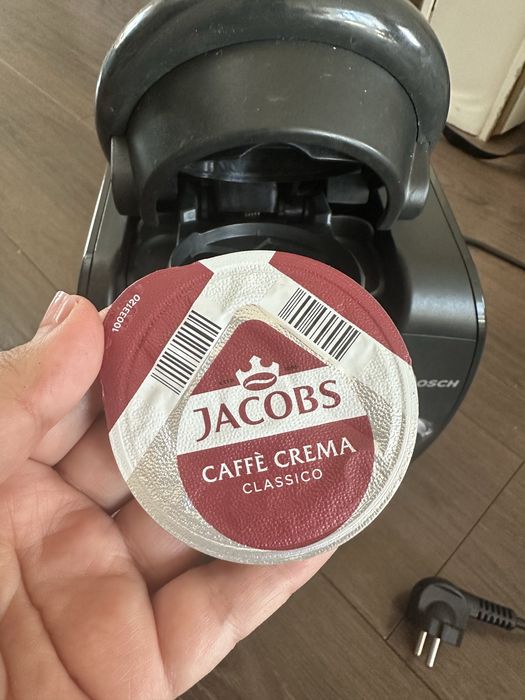 10033120
JACOBS
CAFFÈ CREMA
CLASSICO
OSCH